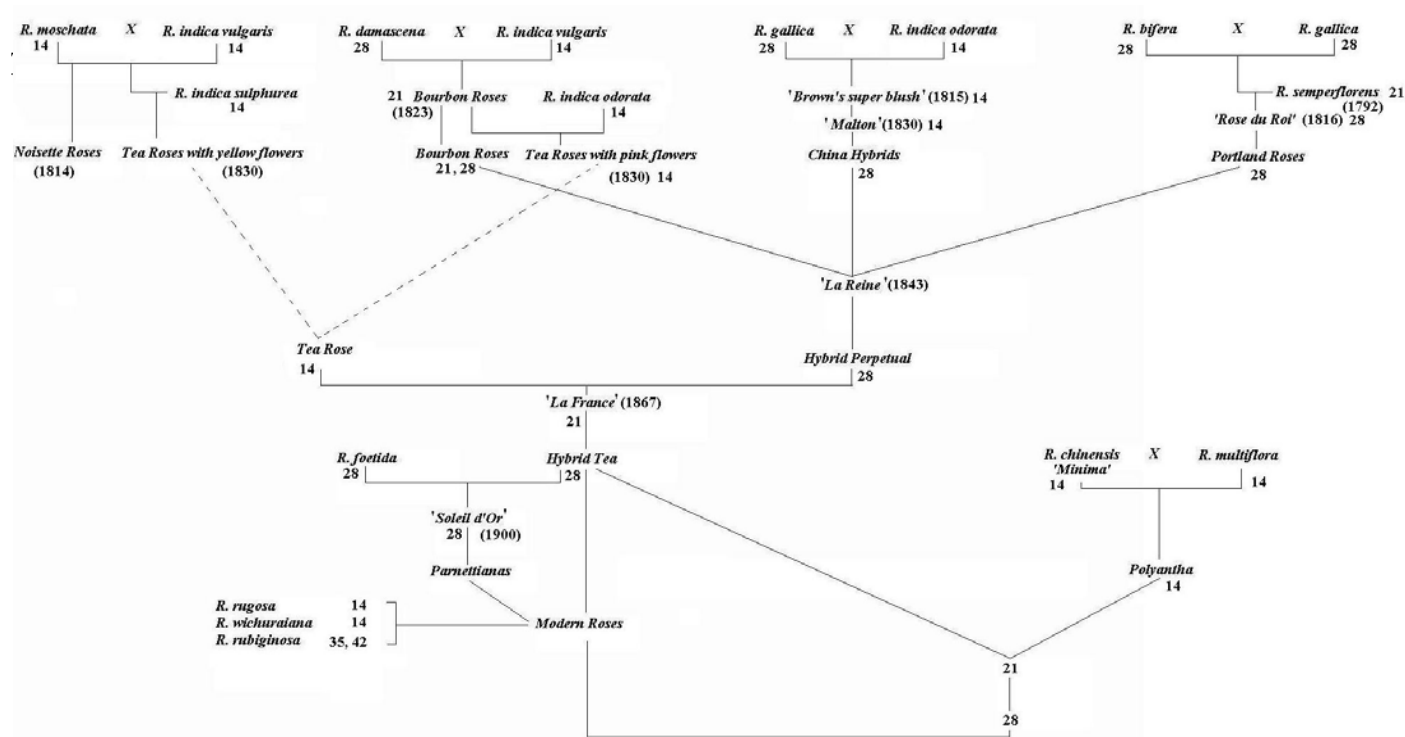 R. moschata X R. indica vulgaris R. damascena X R. indica vulgaris R. gallica X R. indica odorata R. bifera X R. gallica
14 14 28 14 28 14 28 28
R. indica sulphurea 21 Bourbon Roses R. indica odorata 'Brown's super blush' (1815) 14 R. semperflorens 21
14 (1823) 14 (1792)
'Malton' (1830) 14 'Rose du Roi' (1816) 28
Noisette Roses Tea Roses with yellow flowers Bourbon Roses Tea Roses with pink flowers China Hybrids Portland Roses
(1814) (1830) 21, 28 (1830) 14 28 28
'La Reine' (1843)
Tea Rose Hybrid Perpetual
14 28
'La France' (1867)
21
R. foetida Hybrid Tea R. chinensis X R. multiflora
28 28 'Minima'
14 14
'Soleil d'Or'
28 (1900)
Parnettianas Polyantha
14
R. rugosa 14
R. wichuraiana 14 Modern Roses
R. rubiginosa 35, 42
21
28